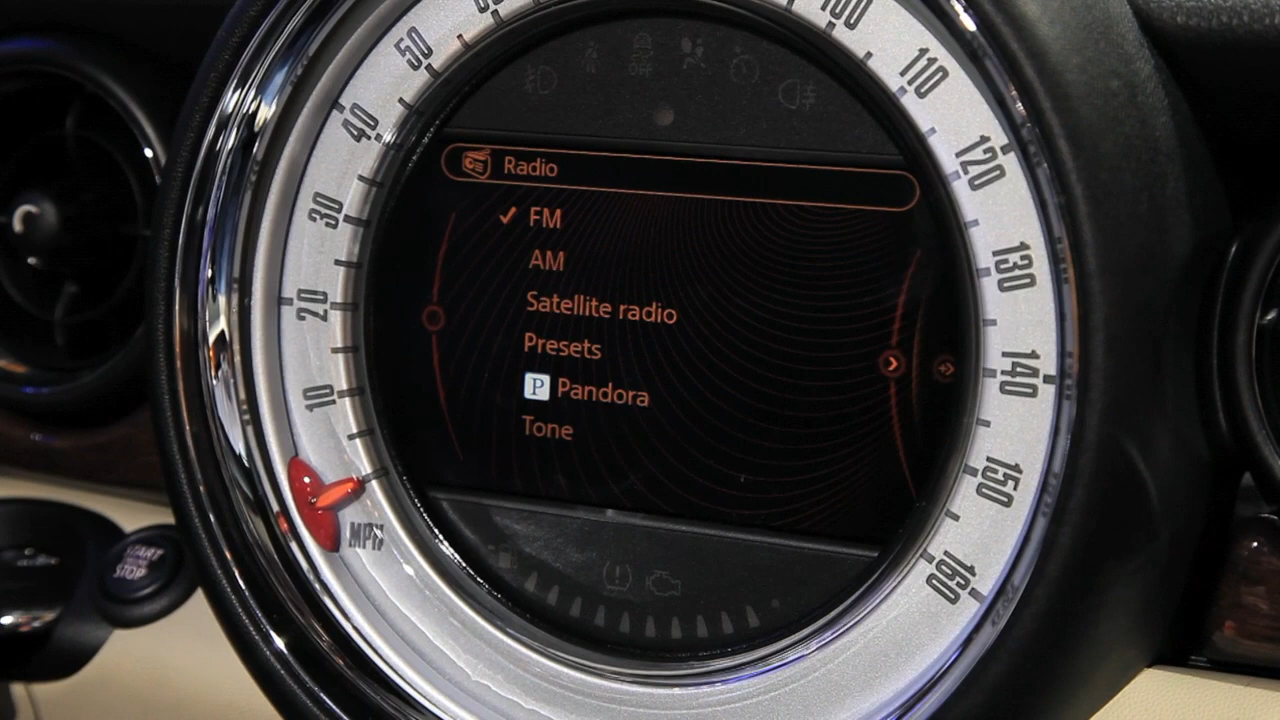 Radio
FM
AM
Satellite radio
Presets
P Pandora
Tone
10
20
30
40
50
100
110
120
130
140
150
160
MPH
OFF
START
STOP